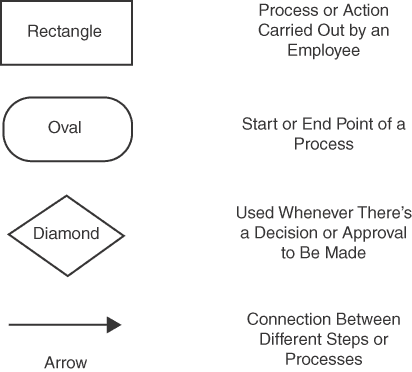 Rectangle
Process or Action
Carried Out by an
Employee
Oval
Start or End Point of a
Process
Diamond
Used Whenever There's
a Decision or Approval
to Be Made
Arrow
Connection Between
Different Steps or
Processes